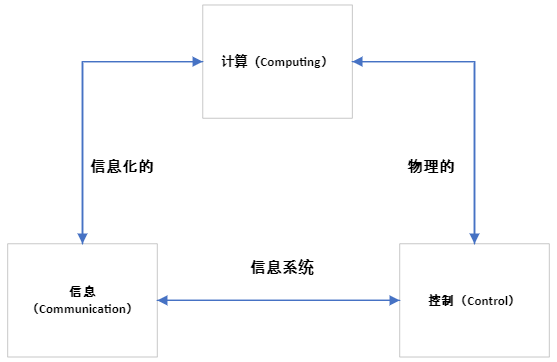 计算（Computing）
信息化的
物理的
信息系统
信息
（Communication）
控制（Control）